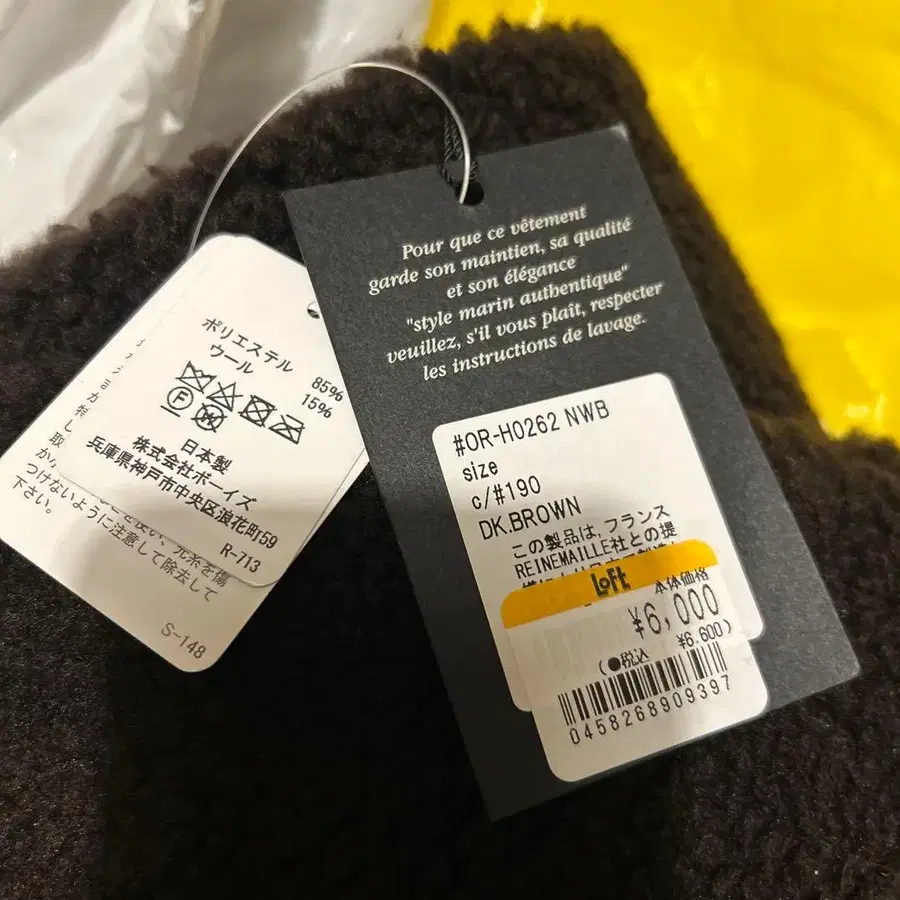 Pour que ce vêtement
garde son maintien, sa qualité
et son élégance
"style marin authentique"
veuillez, s'il vous plaît, respecter
les instructions de lavage.
#OR-H0262 NWB
size
c/#190
DK.BROWN
この製品は、フランス
REINEMAILLE社との提
Loft
本体価格
¥6,000
(●税込 ¥6.600)
0458268909397
ポリエステル 85%
ウール 15%
日本製
株式会社ボーイズ
兵庫県神戸市中央区浪花町59
R-713
元糸を傷
つけないように注意して除去して
下さい。
S-148